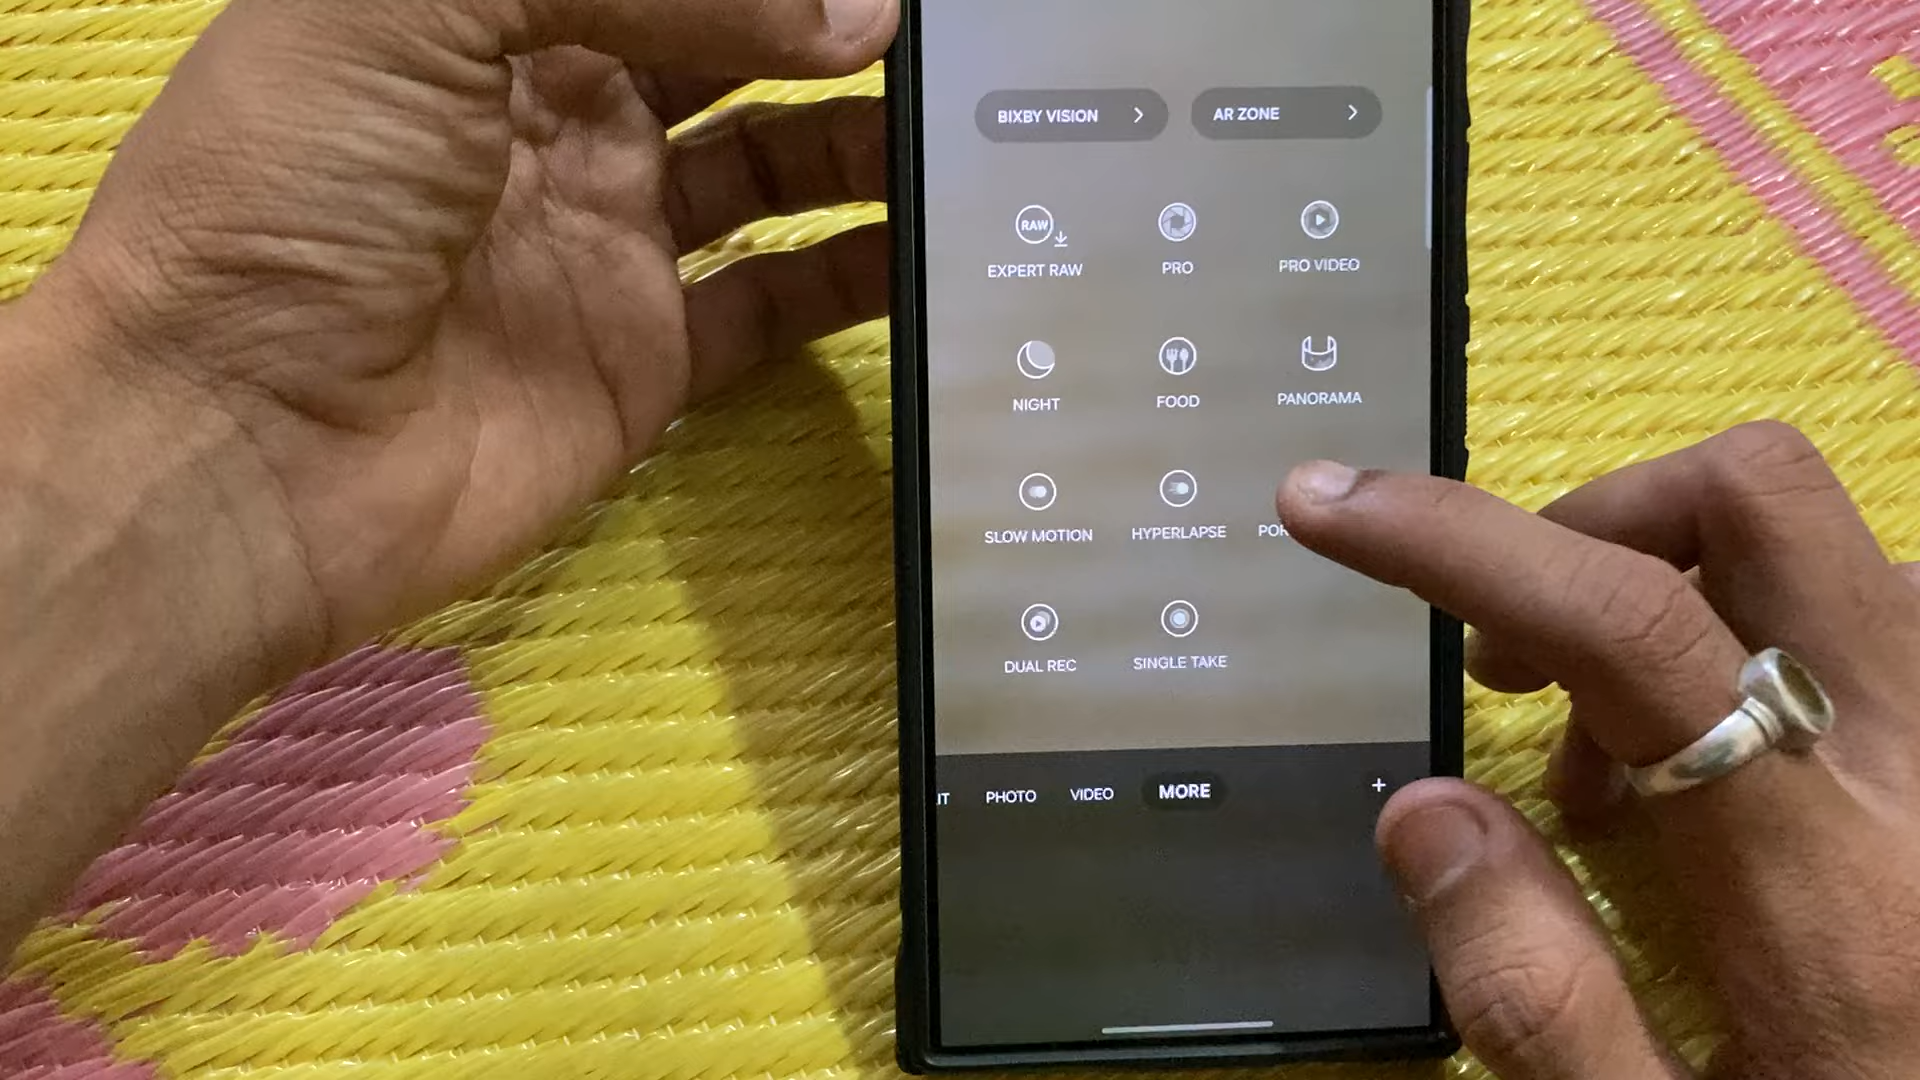 BIXBY VISION
AR ZONE
RAW
EXPERT RAW
PRO
PRO VIDEO
NIGHT
FOOD
PANORAMA
SLOW MOTION
HYPERLAPSE
DUAL REC
SINGLE TAKE
PHOTO
VIDEO
MORE
+